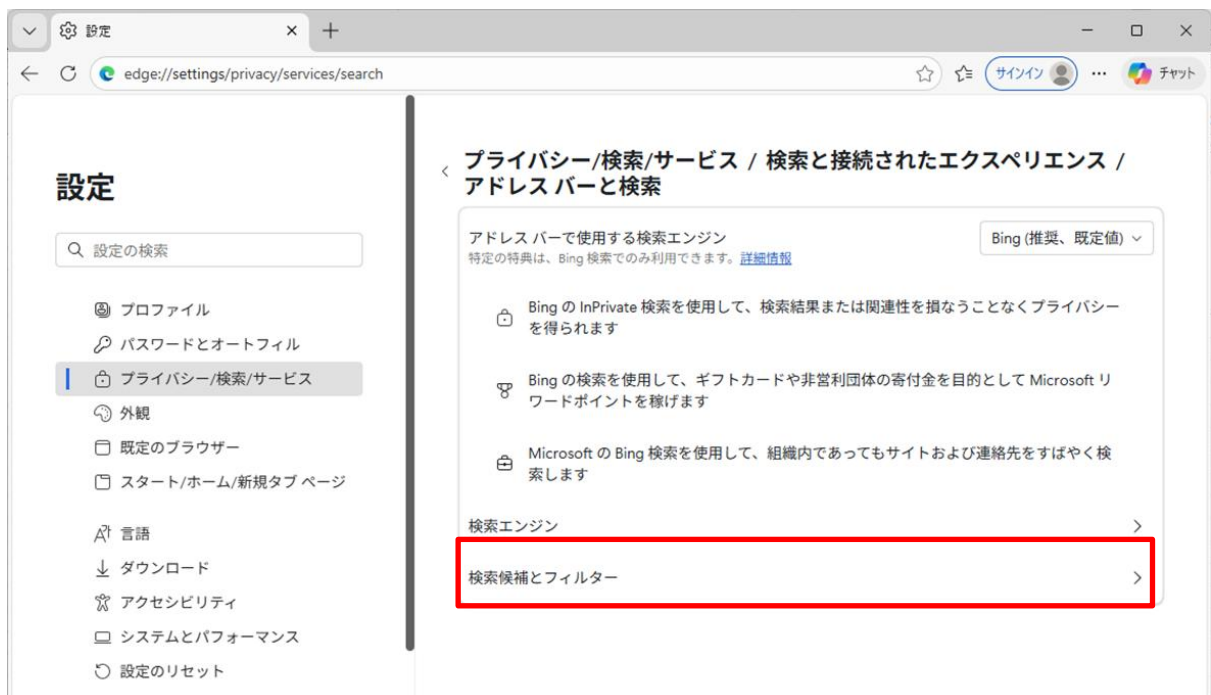 設定
edge://settings/privacy/services/search
サインイン
チャット
設定
設定の検索
プロファイル
パスワードとオートフィル
プライバシー/検索/サービス
外観
既定のブラウザー
スタート/ホーム/新規タブ ページ
言語
ダウンロード
アクセシビリティ
システムとパフォーマンス
設定のリセット
プライバシー/検索/サービス / 検索と接続されたエクスペリエンス /
アドレス バーと検索
アドレス バーで使用する検索エンジン
Bing (推奨、既定値)
特定の特典は、Bing 検索でのみ利用できます。詳細情報
Bing の InPrivate 検索を使用して、検索結果または関連性を損なうことなくプライバシー
を得られます
Bing の検索を使用して、ギフトカードや非営利団体の寄付金を目的として Microsoft リ
ワードポイントを稼げます
Microsoft の Bing 検索を使用して、組織内であってもサイトおよび連絡先をすばやく検
索します
検索エンジン
検索候補とフィルター